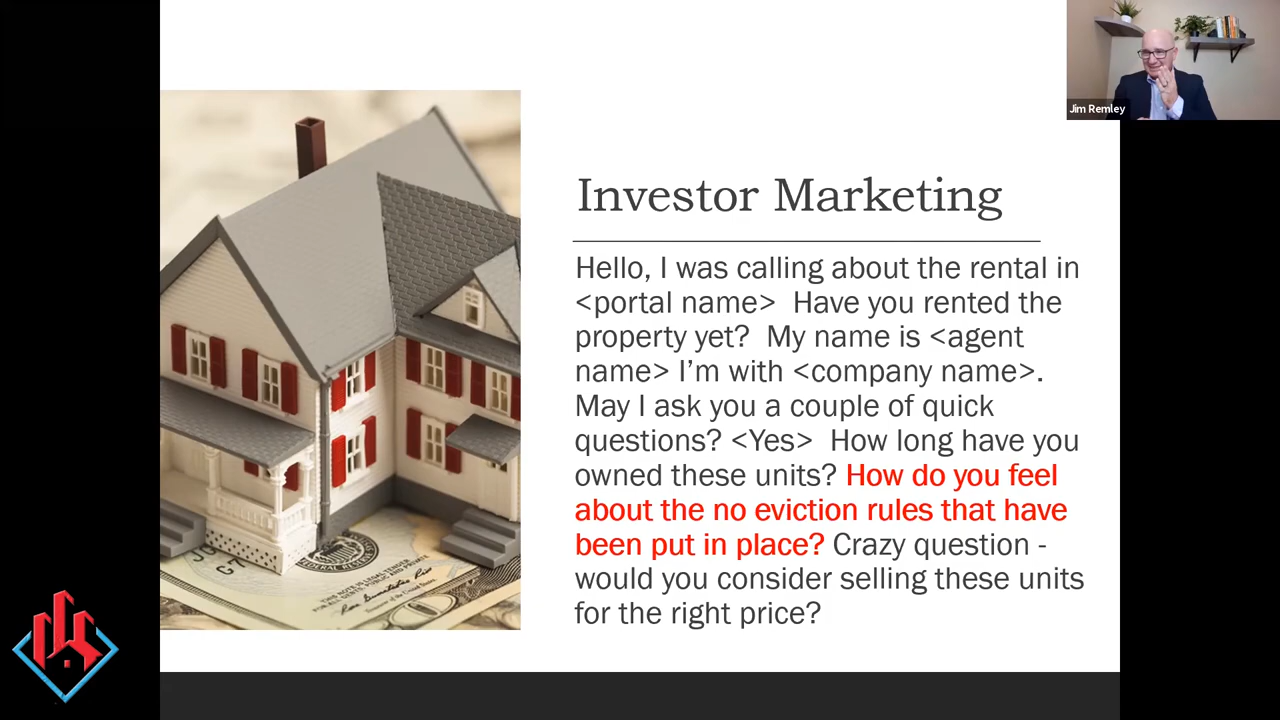 Jim Remley
Investor Marketing
Hello, I was calling about the rental in
<portal name>  Have you rented the
property yet?  My name is <agent
name> I’m with <company name>.
May I ask you a couple of quick
questions? <Yes>  How long have you
owned these units? How do you feel
about the no eviction rules that have
been put in place? Crazy question -
would you consider selling these units
for the right price?